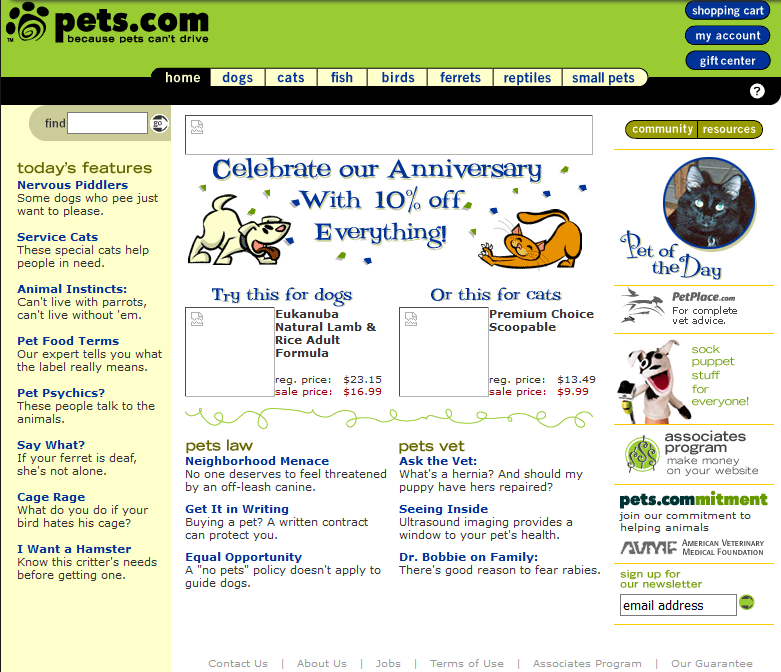 pets.com
TM
because pets can't drive
shopping cart
my account
gift center
home dogs cats fish birds ferrets reptiles small pets
?
find go
today's features
Nervous Piddlers
Some dogs who pee just
want to please.
Service Cats
These special cats help
people in need.
Animal Instincts:
Can't live with parrots,
can't live without 'em.
Pet Food Terms
Our expert tells you what
the label really means.
Pet Psychics?
These people talk to the
animals.
Say What?
If your ferret is deaf,
she's not alone.
Cage Rage
What do you do if your
bird hates his cage?
I Want a Hamster
Know this critter's needs
before getting one.
Celebrate our Anniversary
With 10% off
Everything!
Try this for dogs
Eukanuba
Natural Lamb &
Rice Adult
Formula
reg. price: $23.15
sale price: $16.99
Or this for cats
Premium Choice
Scoopable
reg. price: $13.49
sale price: $9.99
pets law
Neighborhood Menace
No one deserves to feel threatened
by an off-leash canine.
Get It in Writing
Buying a pet? A written contract
can protect you.
Equal Opportunity
A "no pets" policy doesn't apply to
guide dogs.
pets vet
Ask the Vet:
What's a hernia? And should my
puppy have hers repaired?
Seeing Inside
Ultrasound imaging provides a
window to your pet's health.
Dr. Bobbie on Family:
There's good reason to fear rabies.
community resources
Pet of
the Day
PetPlace.com
For complete
vet advice.
sock
puppet
stuff
for
everyone!
associates
program
make money
on your website
pets.commitment
join our commitment to
helping animals
AVMF AMERICAN VETERINARY
MEDICAL FOUNDATION
sign up for
our newsletter
email address
Contact Us | About Us | Jobs | Terms of Use | Associates Program | Our Guarantee